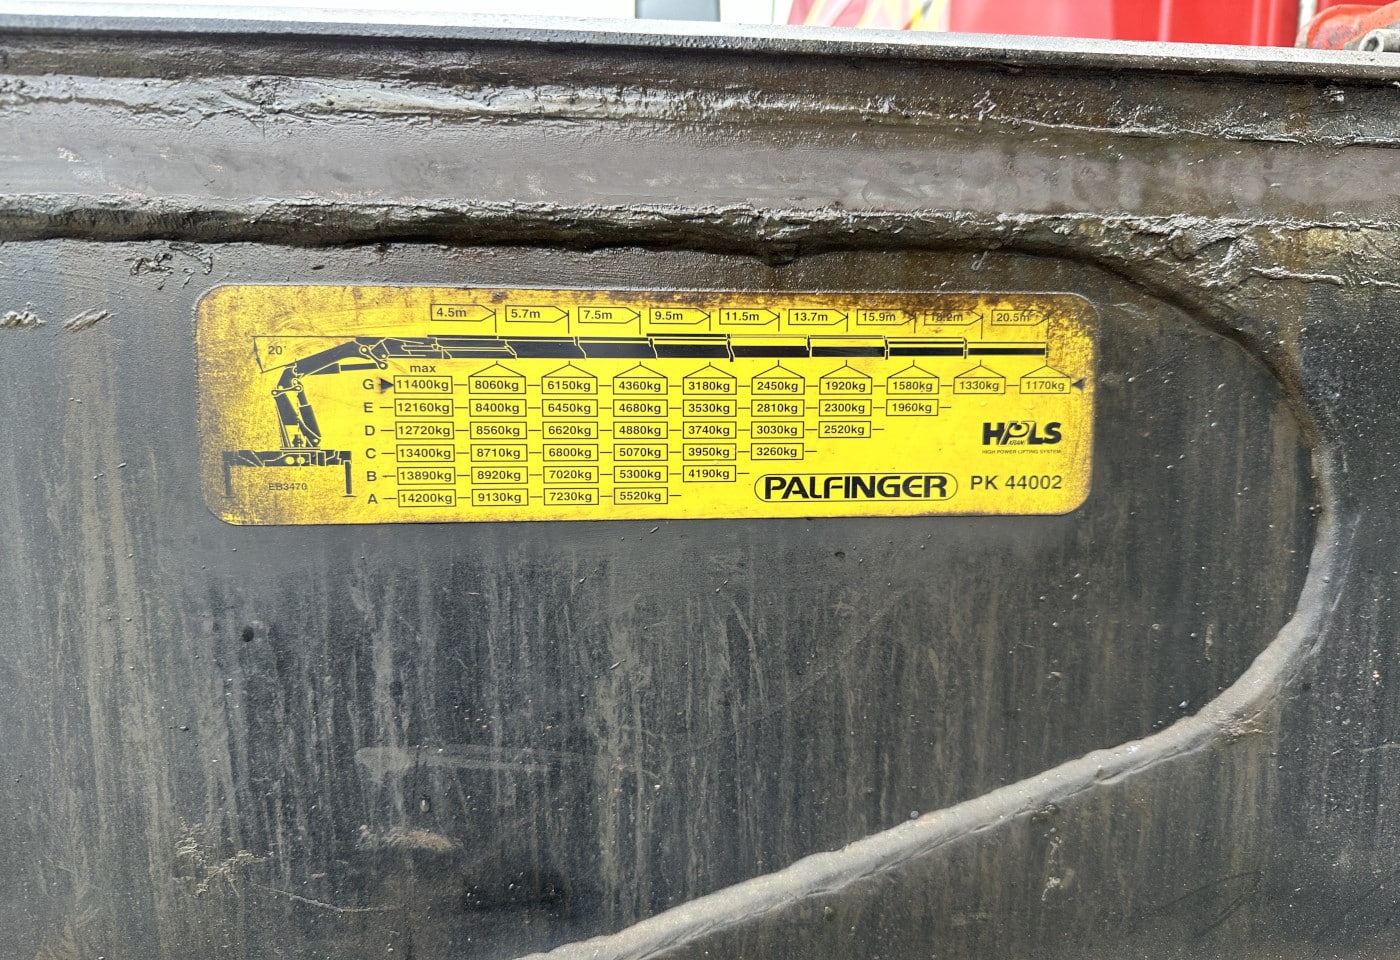 4.5m 5.7m 7.5m 9.5m 11.5m 13.7m 15.9m 18.2m 20.5m
20°
max
G 11400kg 8060kg 6150kg 4360kg 3180kg 2450kg 1920kg 1580kg 1330kg 1170kg
E 12160kg 8400kg 6450kg 4680kg 3530kg 2810kg 2300kg 1960kg
D 12720kg 8560kg 6620kg 4880kg 3740kg 3030kg 2520kg
C 13400kg 8710kg 6800kg 5070kg 3950kg 3260kg
B 13890kg 8920kg 7020kg 5300kg 4190kg
A 14200kg 9130kg 7230kg 5520kg
EB3470
HPLS
HIGH POWER LIFTING SYSTEM
PALFINGER PK 44002